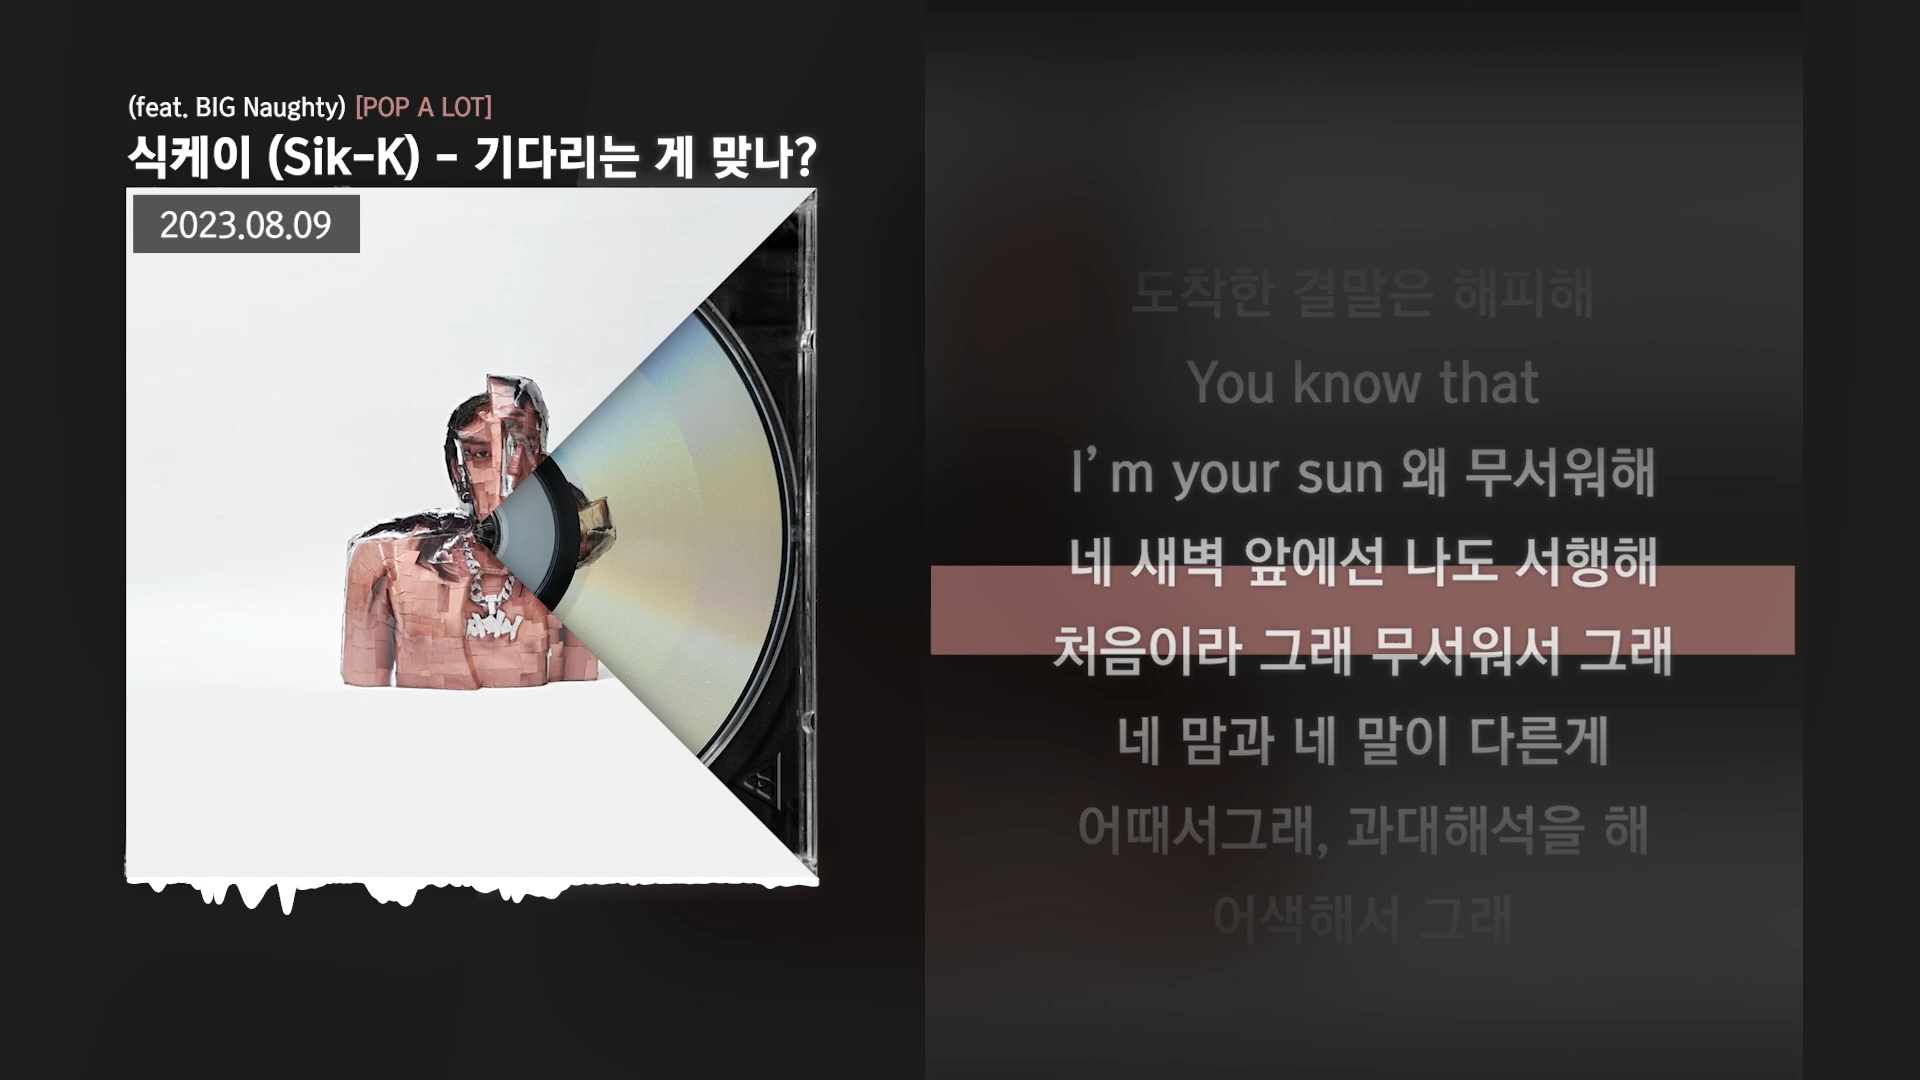 (feat. BIG Naughty) [POP A LOT]
식케이 (Sik-K) - 기다리는 게 맞나?
2023.08.09
도착한 결말은 해피해
You know that
I'm your sun 왜 무서워해
네 새벽 앞에선 나도 서행해
처음이라 그래 무서워서 그래
네 맘과 네 말이 다른게
어때서그래, 과대해석을 해
어색해서 그래